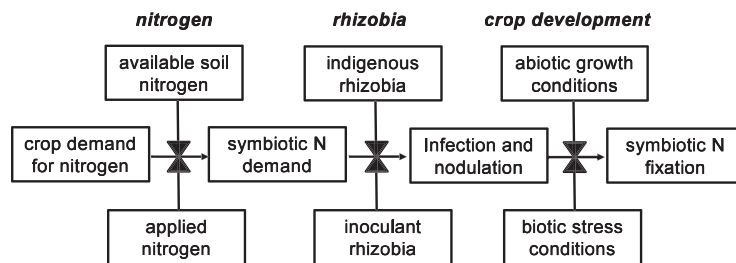 nitrogen
rhizobia
crop development
available soil
nitrogen
indigenous
rhizobia
abiotic growth
conditions
crop demand
for nitrogen
symbiotic N
demand
Infection and
nodulation
symbiotic N
fixation
applied
nitrogen
inoculant
rhizobia
biotic stress
conditions